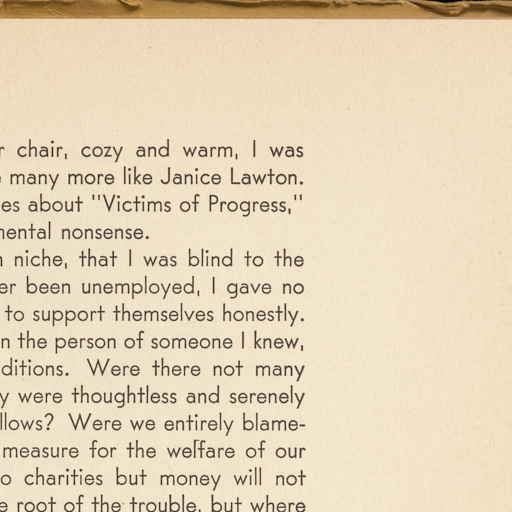 chair, cozy and warm, I was
many more like Janice Lawton.
es about "Victims of Progress,"
mental nonsense.
niche, that I was blind to the
er been unemployed, I gave no
to support themselves honestly.
n the person of someone I knew,
ditions. Were there not many
y were thoughtless and serenely
llows? Were we entirely blame-
measure for the welfare of our
o charities but money will not
e root of the trouble, but where